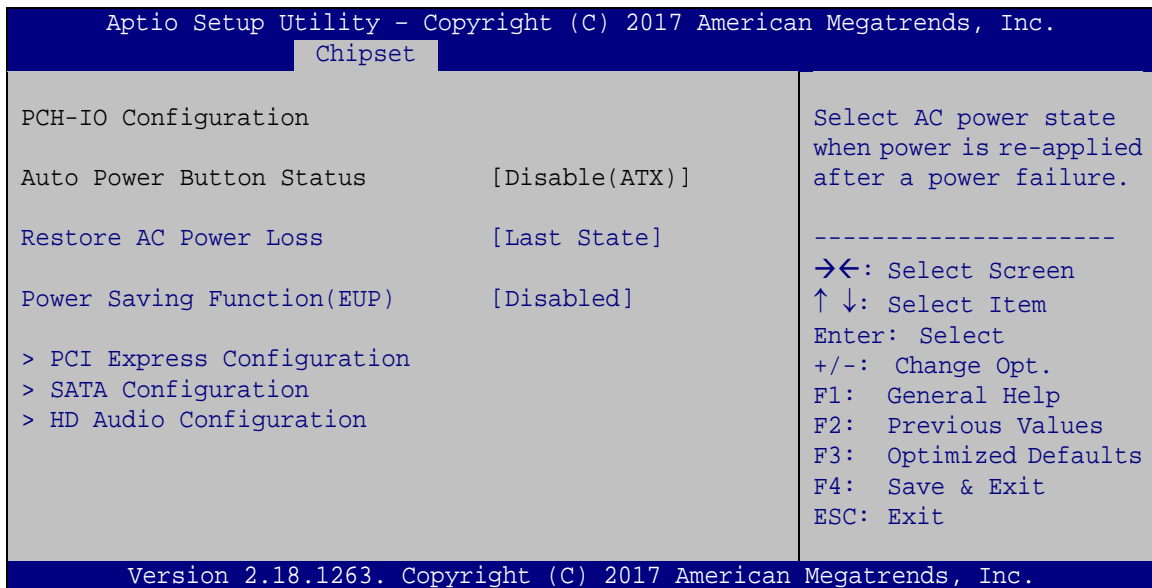 Aptio Setup Utility – Copyright (C) 2017 American Megatrends, Inc.
Chipset
PCH-IO Configuration
Auto Power Button Status [Disable(ATX)]
Restore AC Power Loss [Last State]
Power Saving Function(EUP) [Disabled]
> PCI Express Configuration
> SATA Configuration
> HD Audio Configuration
Select AC power state
when power is re-applied
after a power failure.
---------------------
→←: Select Screen
↑ ↓: Select Item
Enter: Select
+/-: Change Opt.
F1: General Help
F2: Previous Values
F3: Optimized Defaults
F4: Save & Exit
ESC: Exit
Version 2.18.1263. Copyright (C) 2017 American Megatrends, Inc.